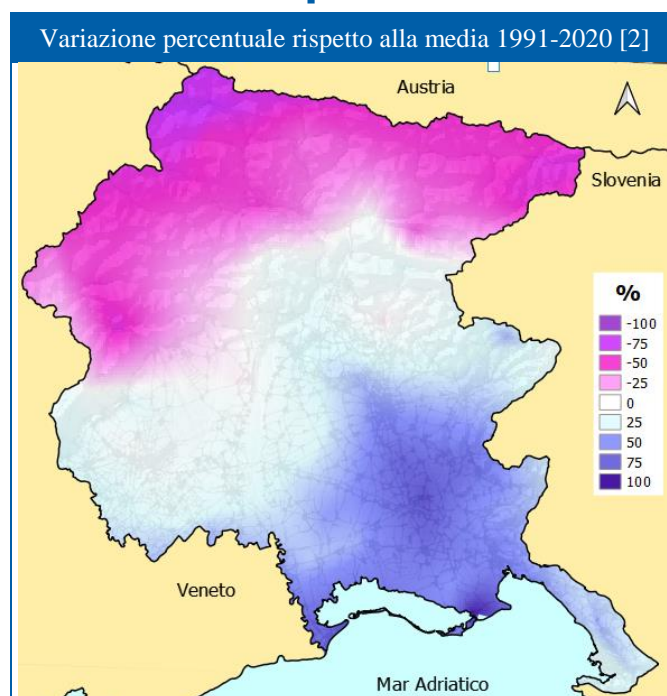 Variazione percentuale rispetto alla media 1991-2020 [2]
Austria
Slovenia
%
-100
-75
-50
-25
0
25
50
75
100
Veneto
Mar Adriatico